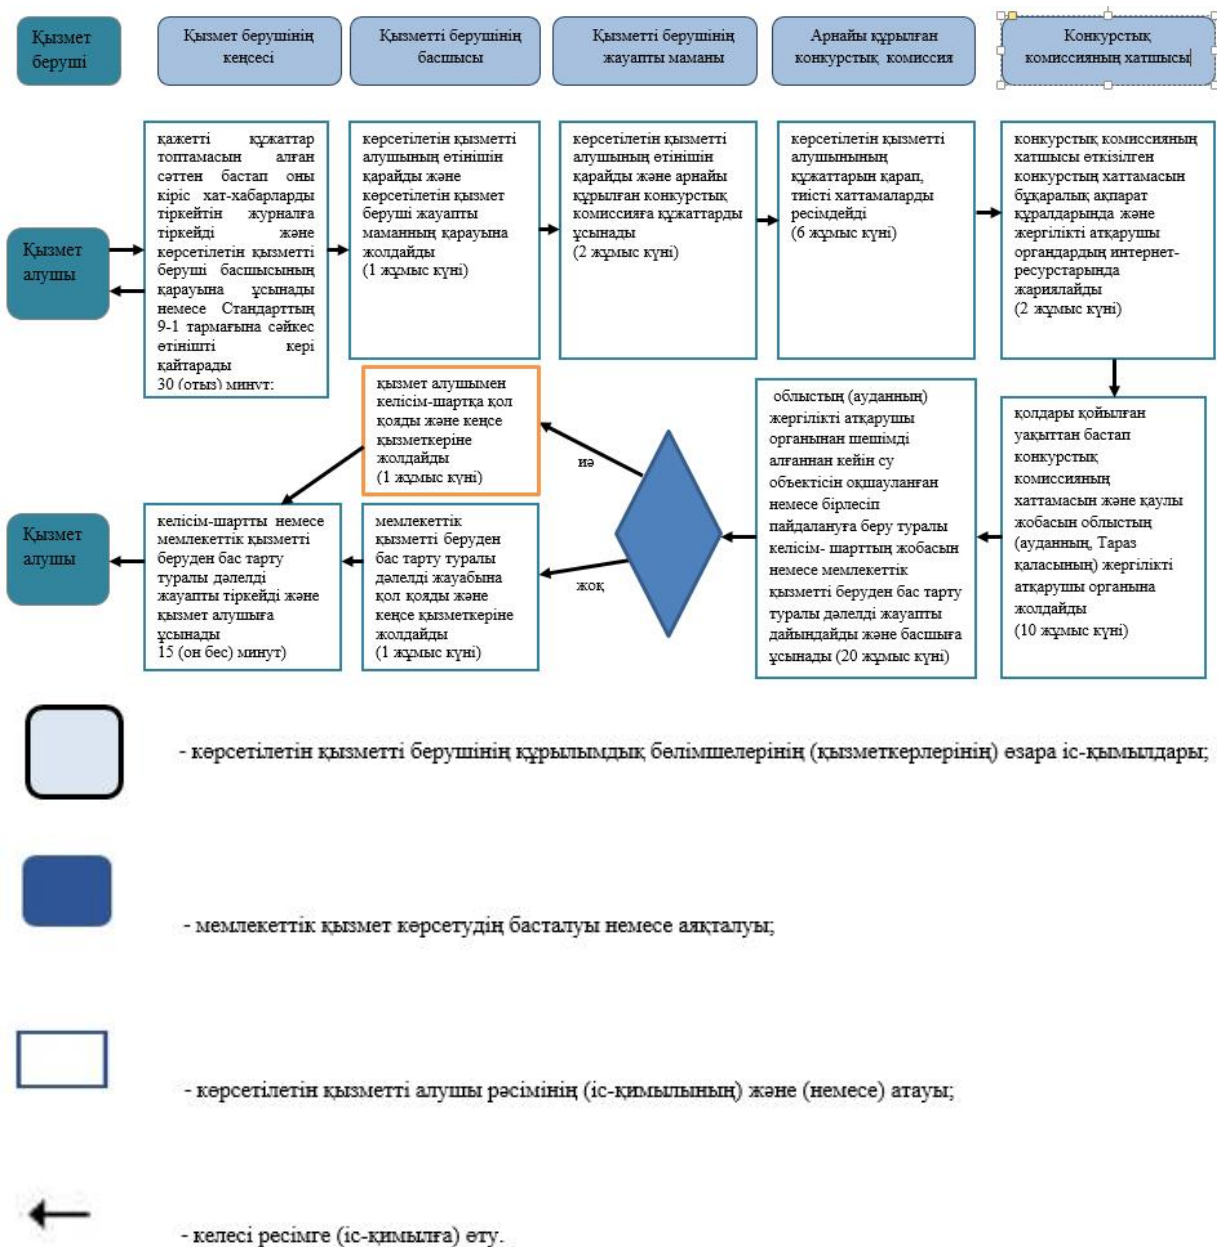 Қызмет
беруші
Қызмет берушінің
кеңсесі
Қызметті берушінің
басшысы
Қызметті берушінің
жауапты маманы
Арнайы құрылған
конкурстық комиссия
Конкурстық
комиссияның хатшысы
Қызмет
алушы
қажетті құжаттар
топтамасын алған
сәттен бастап оны
кіріс хат-хабарларды
тіркейтін журналға
тіркейді және
көрсетілетін қызметті
беруші басшысының
қарауына ұсынады
немесе Стандарттың
9-1 тармағына сәйкес
өтінішті кері
қайтарады
30 (отыз) минут;
көрсетілетін қызметті
алушының өтінішін
қарайды және
көрсетілетін қызмет
беруші жауапты
маманның қарауына
жолдайды
(1 жұмыс күні)
көрсетілетін қызметті
алушының өтінішін
қарайды және арнайы
құрылған конкурстық
комиссияға құжаттарды
ұсынады
(2 жұмыс күні)
көрсетілетін қызметті
алушынының
құжаттарын қарап,
тиісті хаттамаларды
ресімдейді
(6 жұмыс күні)
конкурстық комиссияның
хатшысы өткізілген
конкурстың хаттамасын
бұқаралық ақпарат
құралдарында және
жергілікті атқарушы
органдардың интернет-
ресурстарында
жариялайды
(2 жұмыс күні)
қолдары қойылған
уақыттан бастап
конкурстық
комиссияның
хаттамасын және қаулы
жобасын облыстың
(ауданның, Тараз
қаласының) жергілікті
атқарушы органына
жолдайды
(10 жұмыс күні)
облыстың (ауданның)
жергілікті атқарушы
органынан шешімді
алғаннан кейін су
объектісін оқшауланған
немесе бірлесіп
пайдалануға беру туралы
келісім- шарттың жобасын
немесе мемлекеттік
қызметті беруден бас тарту
туралы дәлелді жауапты
дайындайды және басшыға
ұсынады (20 жұмыс күні)
иә
жоқ
қызмет алушымен
келісім-шартқа қол
қояды және кеңсе
қызметкеріне
жолдайды
(1 жұмыс күні)
мемлекеттік
қызметті беруден
бас тарту туралы
дәлелді жауабына
қол қояды және
кеңсе қызметкеріне
жолдайды
(1 жұмыс күні)
келісім-шартты немесе
мемлекеттік қызметті
беруден бас тарту
туралы дәлелді
жауапты тіркейді және
қызмет алушыға
ұсынады
15 (он бес) минут)
Қызмет
алушы
- көрсетілетін қызметті берушінің құрылымдық бөлімшелерінің (қызметкерлерінің) өзара іс-қымылдары;
- мемлекеттік қызмет көрсетудің басталуы немесе аяқталуы;
- көрсетілетін қызметті алушы рәсімінің (іс-қимылының) және (немесе) атауы;
- келесі ресімге (іс-қимылға) өту.